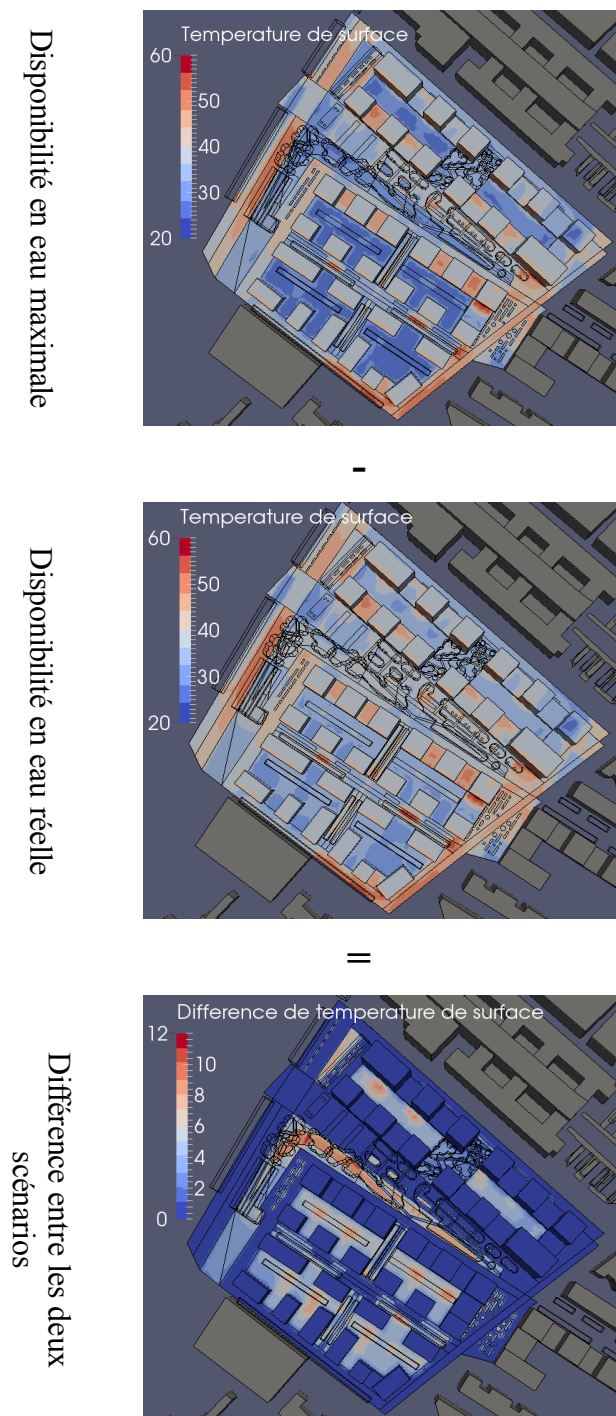 Disponibilité en eau maximale
Temperature de surface
60
50
40
30
20
-
Disponibilité en eau réelle
Temperature de surface
60
50
40
30
20
=
Différence entre les deux
scénarios
Difference de temperature de surface
12
10
8
6
4
2
0